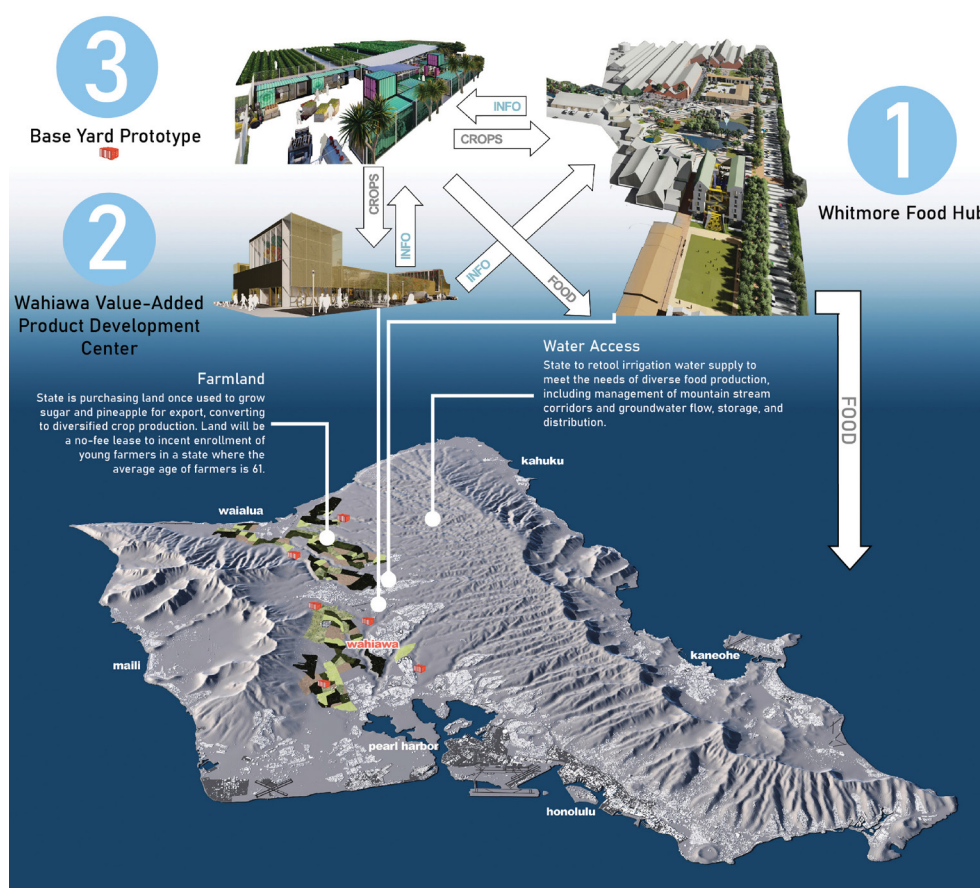 3
Base Yard Prototype
INFO
CROPS
1
Whitmore Food Hub
CROPS
INFO
INFO
FOOD
2
Wahiawa Value-Added
Product Development
Center
Farmland
State is purchasing land once used to grow
sugar and pineapple for export, converting
to diversified crop production. Land will be
a no-fee lease to incent enrollment of
young farmers in a state where the
average age of farmers is 61.
Water Access
State to retool irrigation water supply to
meet the needs of diverse food production,
including management of mountain stream
corridors and groundwater flow, storage, and
distribution.
FOOD
kahuku
waialua
wahiawa
maili
kaneohe
pearl harbor
honolulu